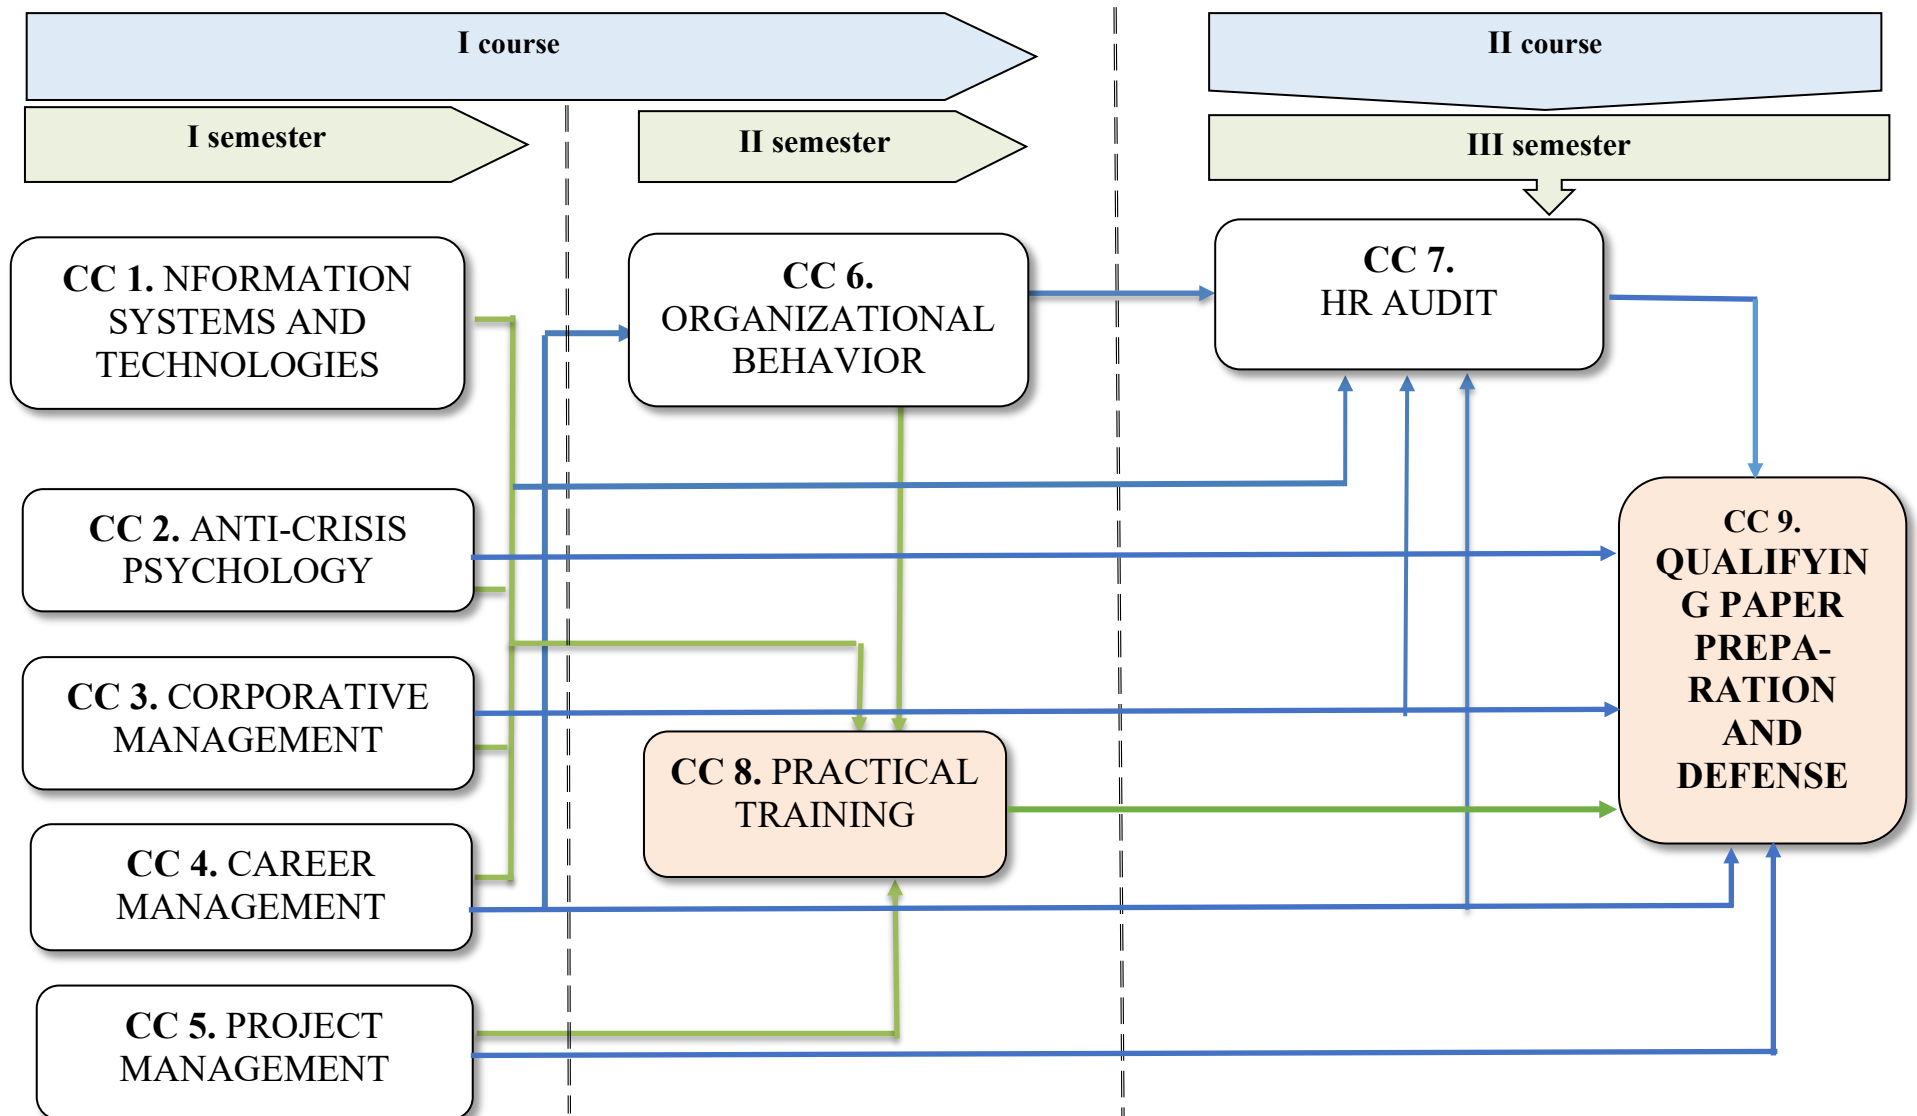 I course
II course
I semester
II semester
III semester
CC 1. NFORMATION
SYSTEMS AND
TECHNOLOGIES
CC 2. ANTI-CRISIS
PSYCHOLOGY
CC 3. CORPORATIVE
MANAGEMENT
CC 4. CAREER
MANAGEMENT
CC 5. PROJECT
MANAGEMENT
CC 6.
ORGANIZATIONAL
BEHAVIOR
CC 8. PRACTICAL
TRAINING
CC 7.
HR AUDIT
CC 9.
QUALIFYIN
G PAPER
PREPA-
RATION
AND
DEFENSE